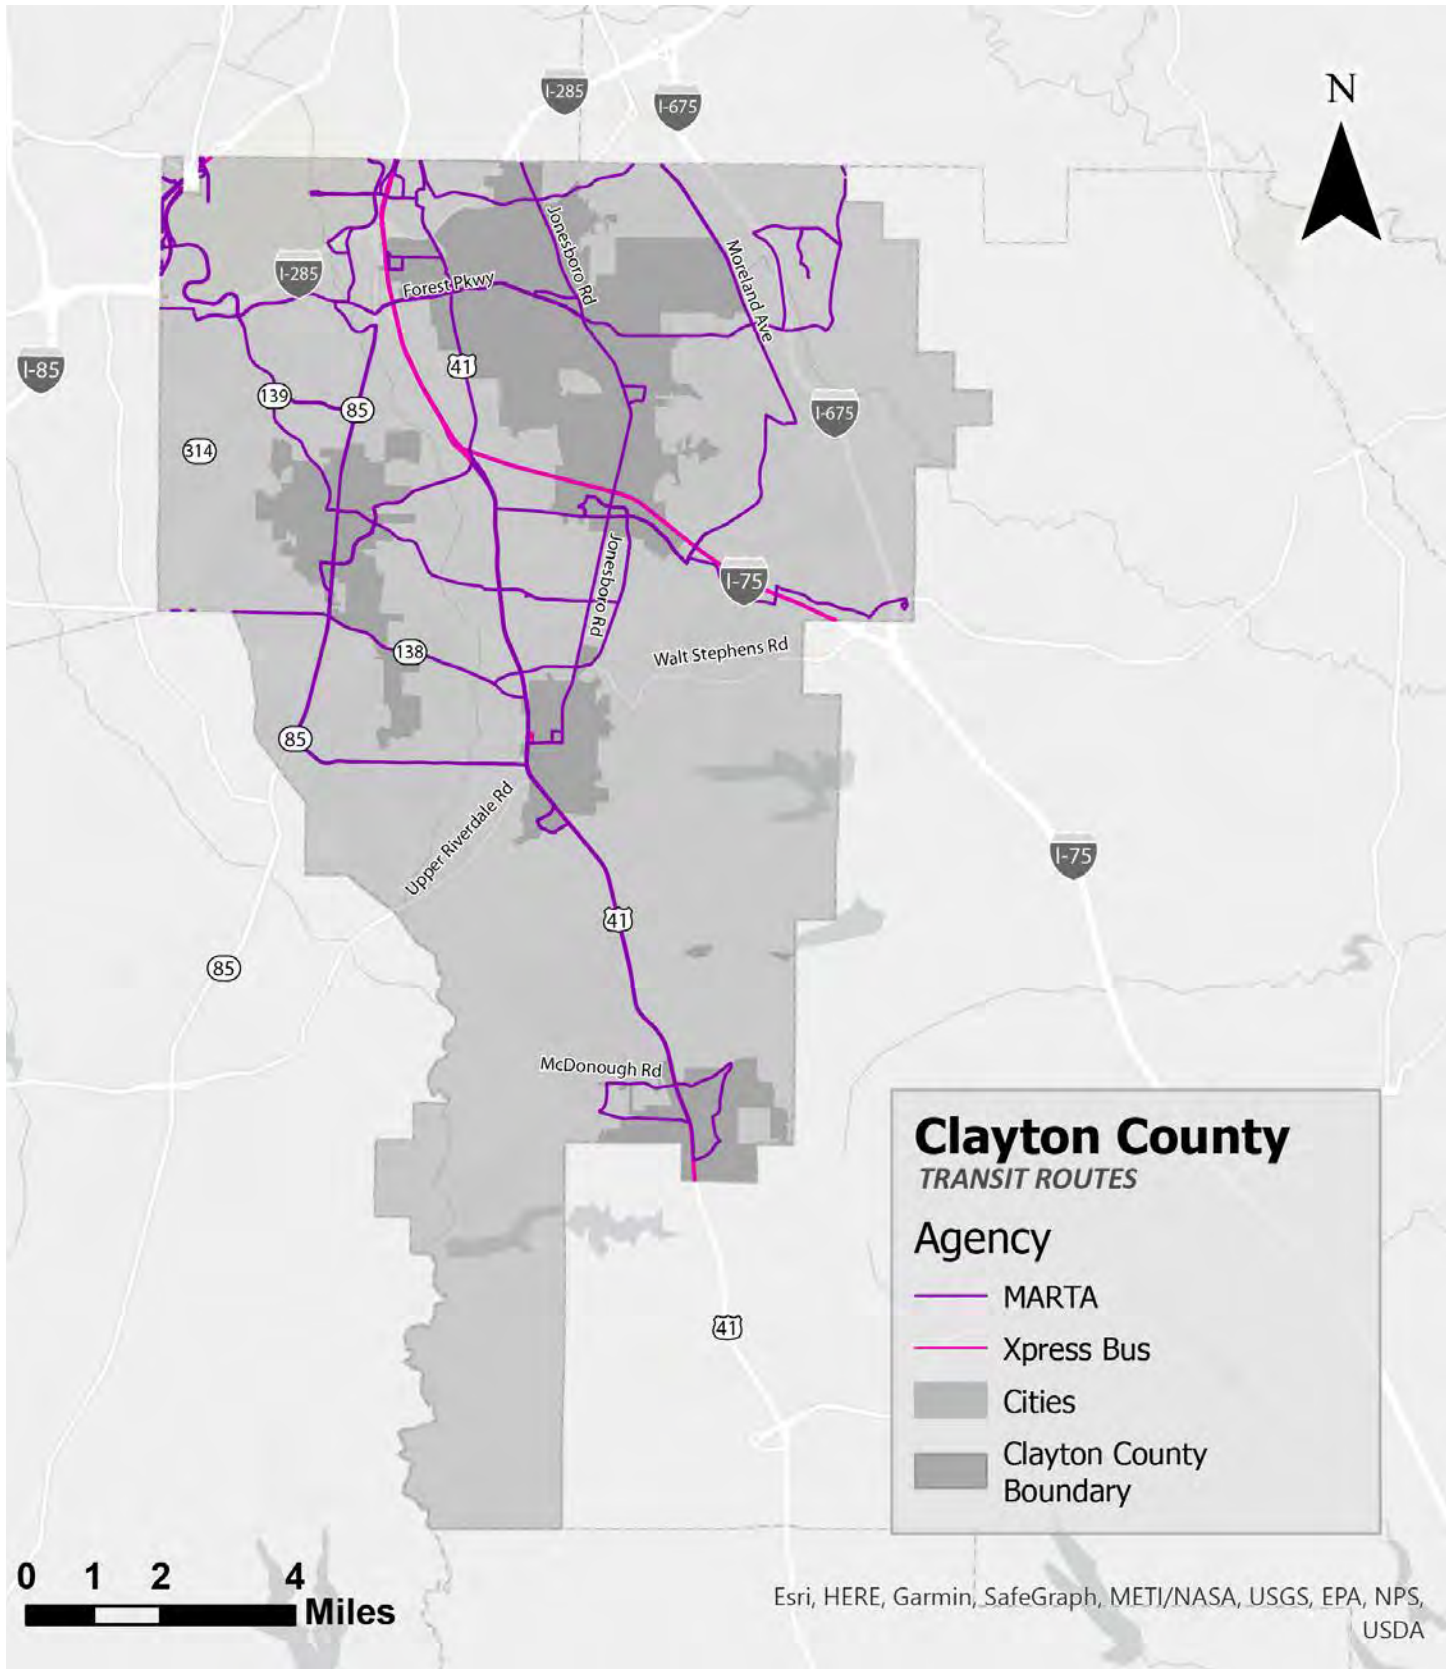 N
I-285
I-675
Jonesboro Rd
Moreland Ave
I-285
Forest Pkwy
I-85
41
139
85
I-675
314
Jonesboro Rd
I-75
138
Walt Stephens Rd
85
Upper Riverdale Rd
I-75
41
85
McDonough Rd
Clayton County
TRANSIT ROUTES
Agency
MARTA
Xpress Bus
Cities
Clayton County
Boundary
41
0 1 2 4
Miles
Esri, HERE, Garmin, SafeGraph, METI/NASA, USGS, EPA, NPS,
USDA